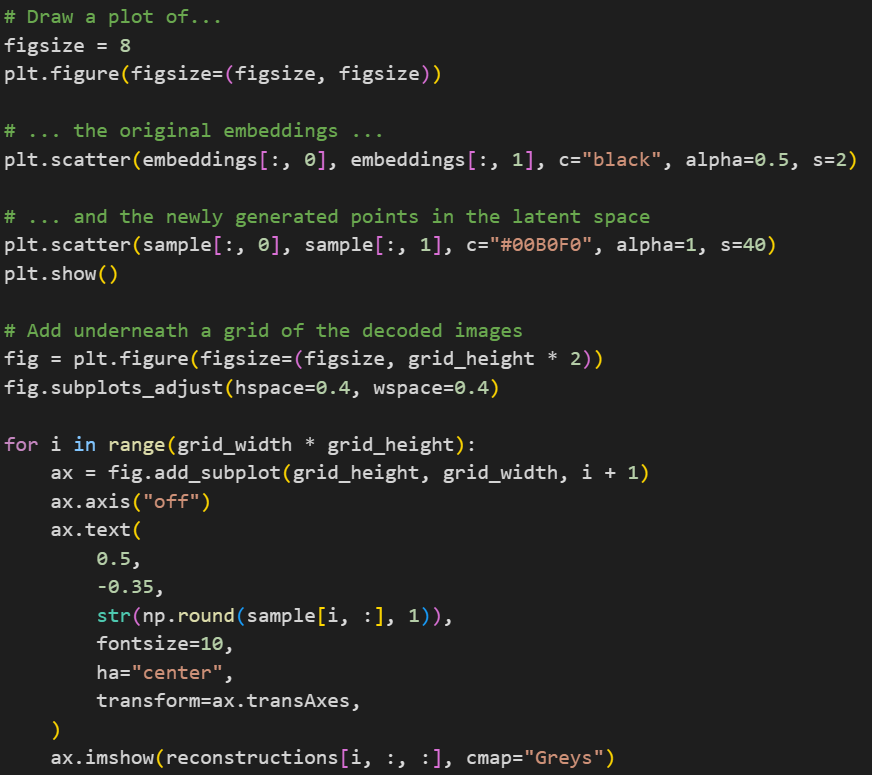 # Draw a plot of...
figsize = 8
plt.figure(figsize=(figsize, figsize))

# ... the original embeddings ...
plt.scatter(embeddings[:, 0], embeddings[:, 1], c="black", alpha=0.5, s=2)

# ... and the newly generated points in the latent space
plt.scatter(sample[:, 0], sample[:, 1], c="#00B0F0", alpha=1, s=40)
plt.show()

# Add underneath a grid of the decoded images
fig = plt.figure(figsize=(figsize, grid_height * 2))
fig.subplots_adjust(hspace=0.4, wspace=0.4)

for i in range(grid_width * grid_height):
    ax = fig.add_subplot(grid_height, grid_width, i + 1)
    ax.axis("off")
    ax.text(
        0.5,
        -0.35,
        str(np.round(sample[i, :], 1)),
        fontsize=10,
        ha="center",
        transform=ax.transAxes,
    )
    ax.imshow(reconstructions[i, :, :], cmap="Greys")